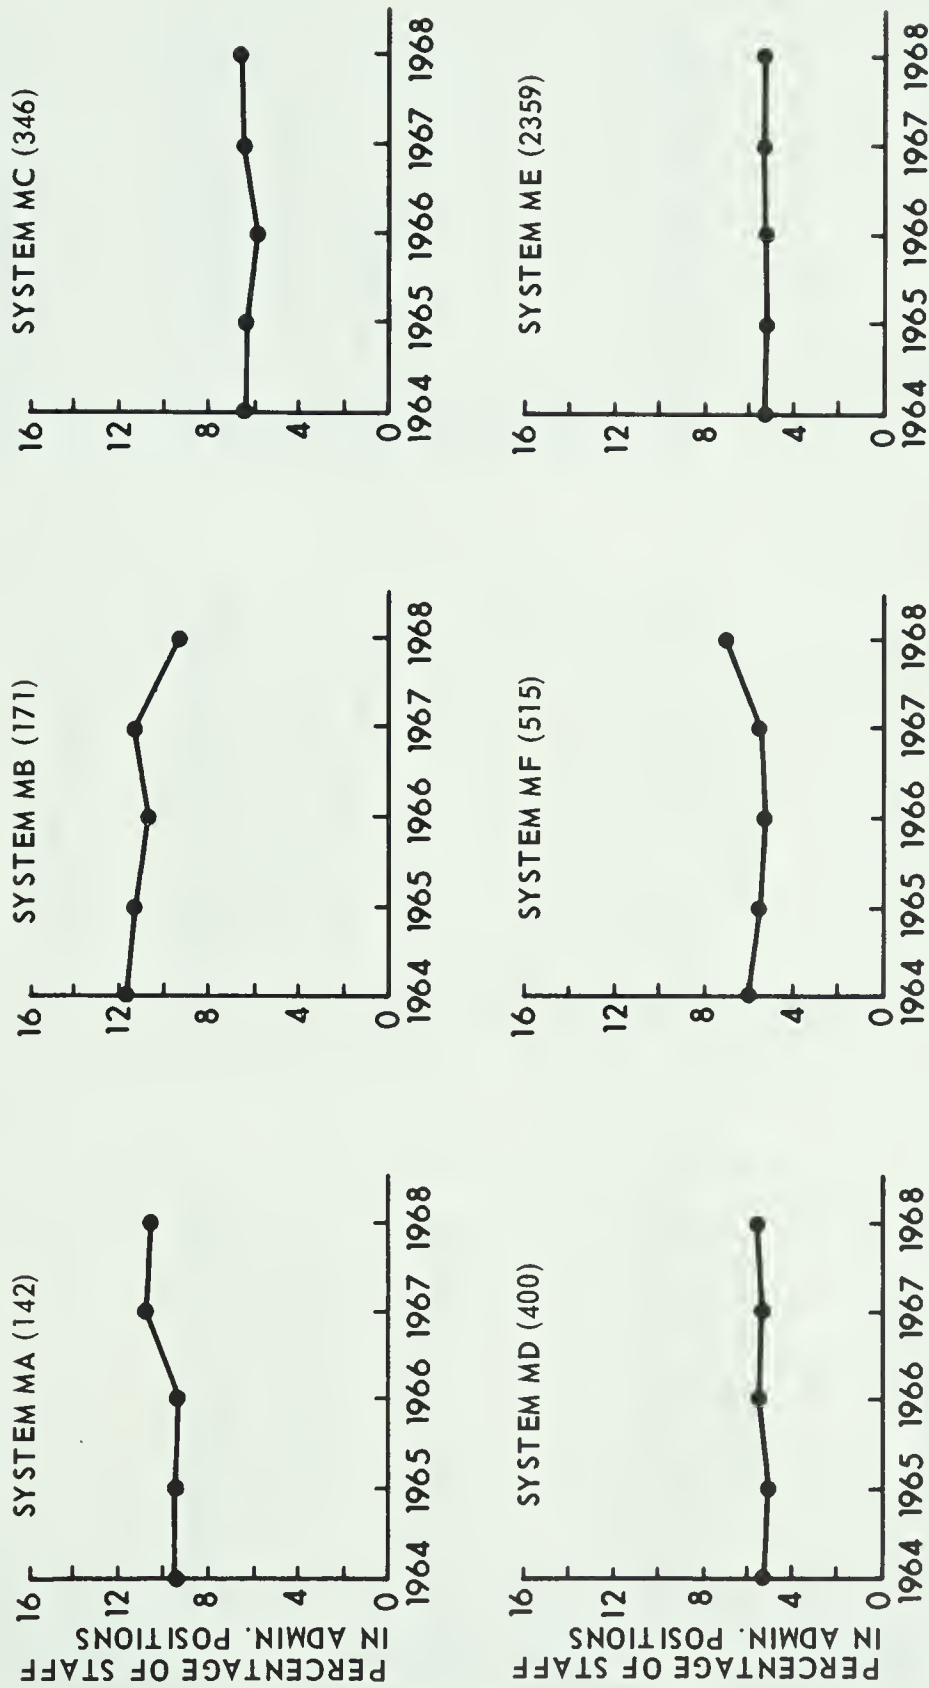 SYSTEM MA (142)
16
12
8
4
0
1964 1965 1966 1967 1968
PERCENTAGE OF STAFF
IN ADMIN. POSITIONS
SYSTEM MB (171)
16
12
8
4
0
1964 1965 1966 1967 1968
SYSTEM MC (346)
16
12
8
4
0
1964 1965 1966 1967 1968
SYSTEM MD (400)
16
12
8
4
0
1964 1965 1966 1967 1968
PERCENTAGE OF STAFF
IN ADMIN. POSITIONS
SYSTEM MF (515)
16
12
8
4
0
1964 1965 1966 1967 1968
SYSTEM ME (2359)
16
12
8
4
0
1964 1965 1966 1967 1968